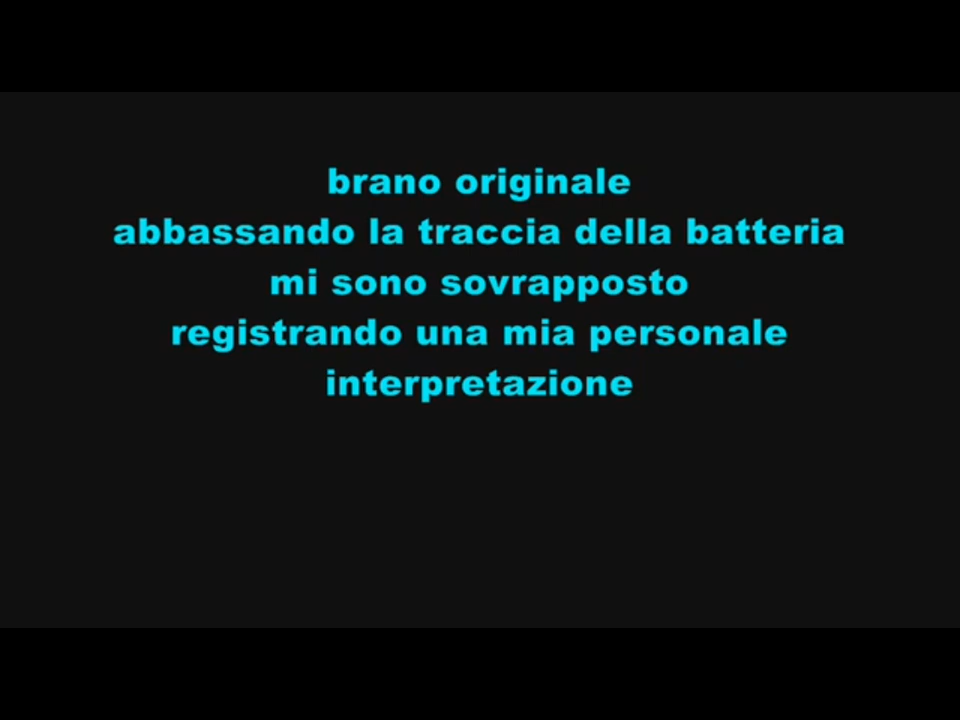 brano originale
abbassando la traccia della batteria
mi sono sovrapposto
registrando una mia personale
interpretazione